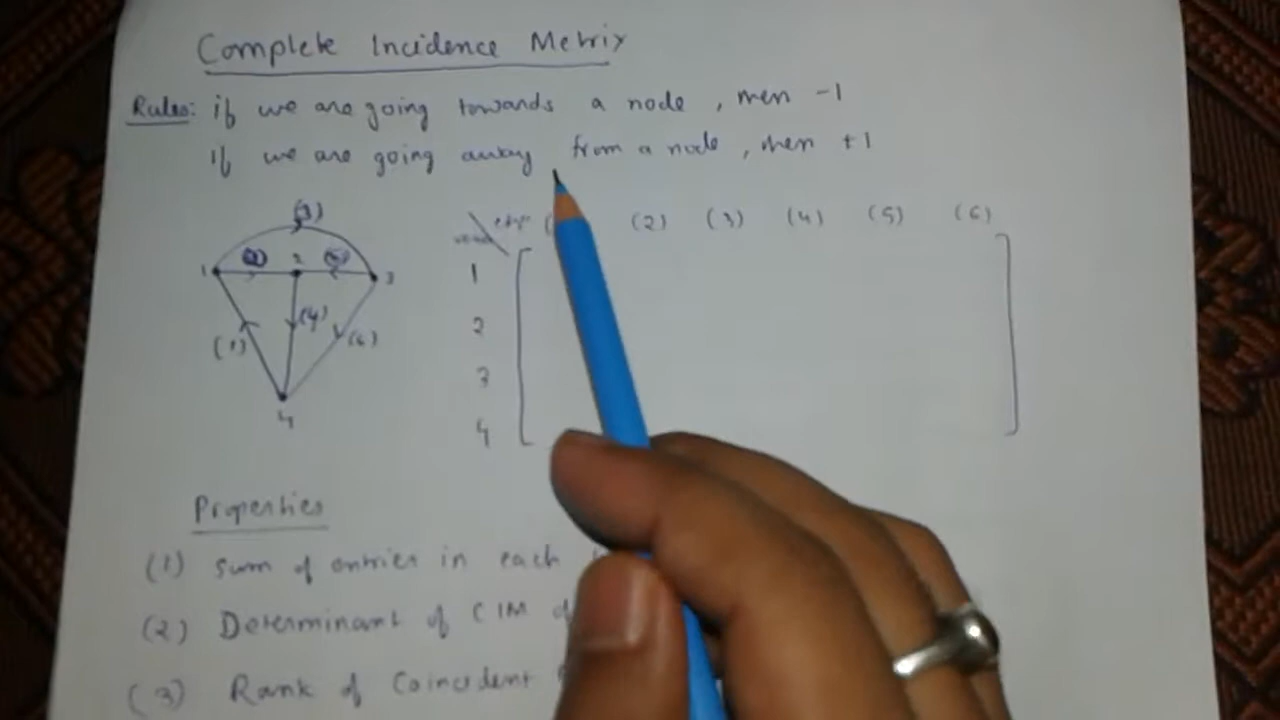 Complete Incidence Metrix
Rules: if we are going towards a node, then -1
if we are going away from a node, then +1
(3)
edge (2) (3) (4) (5) (6)
1 2 3
1
(4)
2
(1) (6)
3
4
4
Properties
(1) Sum of entries in each
(2) Determinant of CIM of
(3) Rank of Coincident